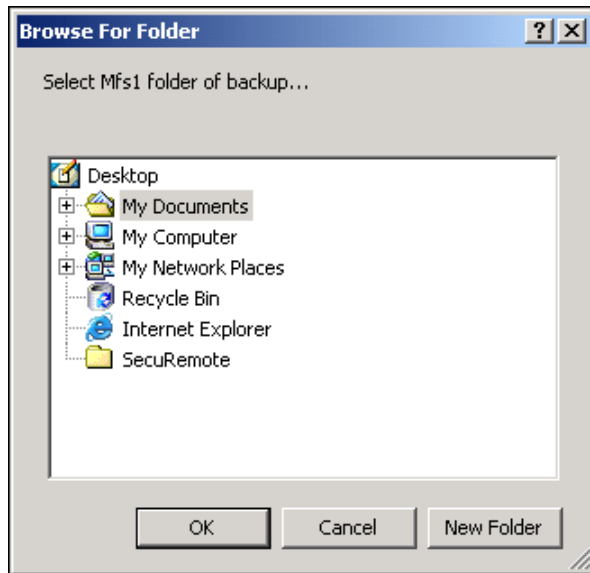 Browse For Folder
Select Mfs1 folder of backup...
Desktop
My Documents
My Computer
My Network Places
Recycle Bin
Internet Explorer
SecuRemote
OK Cancel New Folder